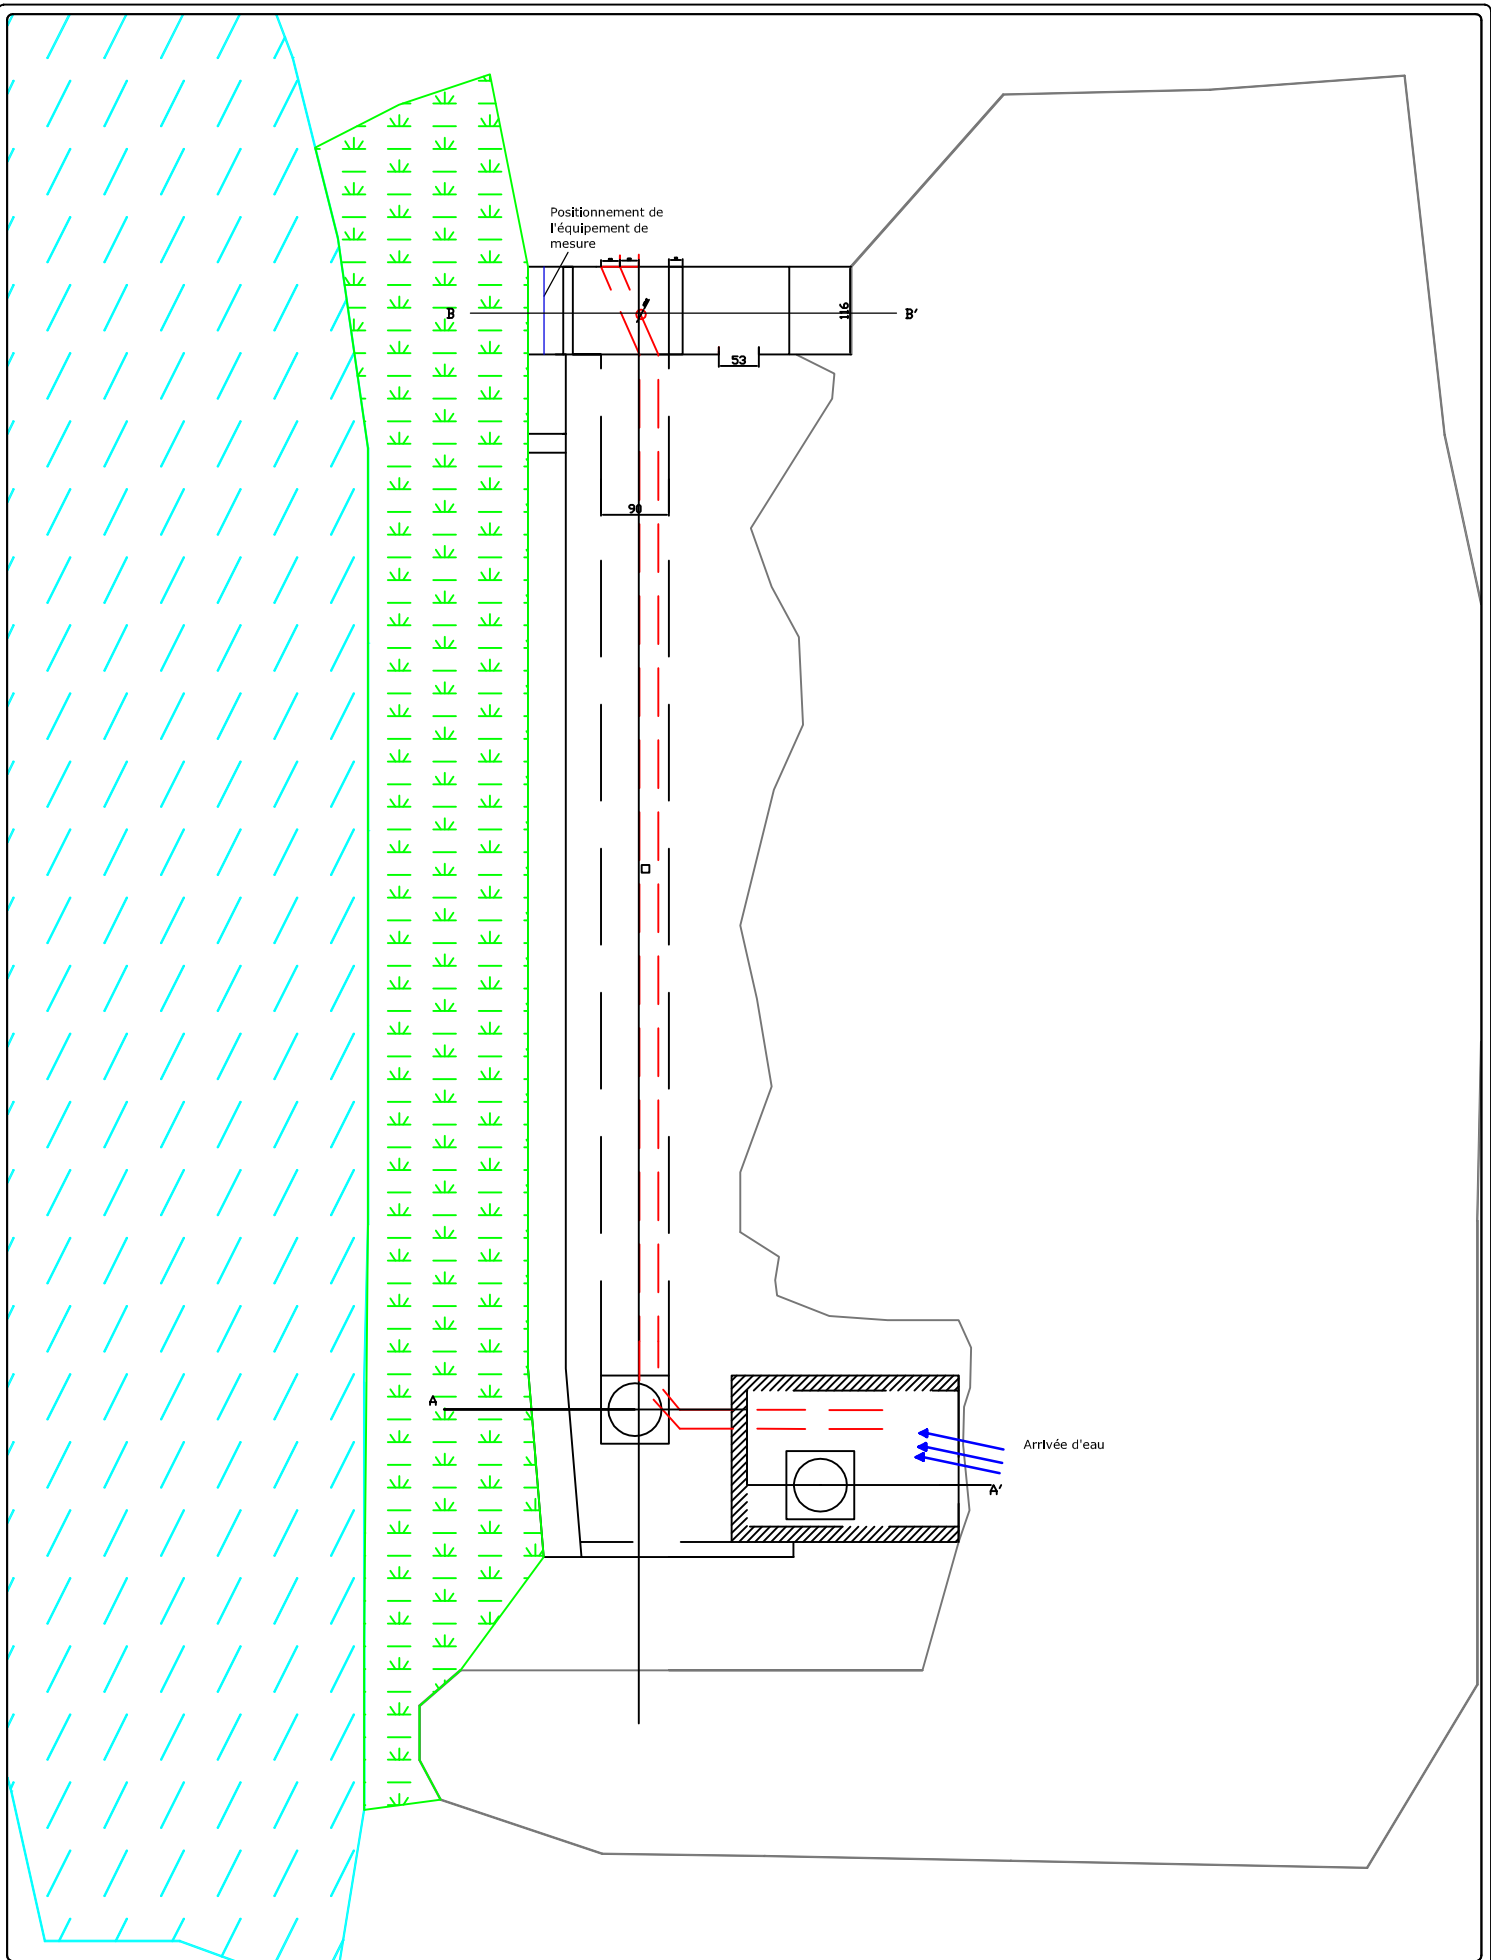 Positionnement de
l'équipement de
mesure
B
B'
116
53
90
A
Arrivée d'eau
A'